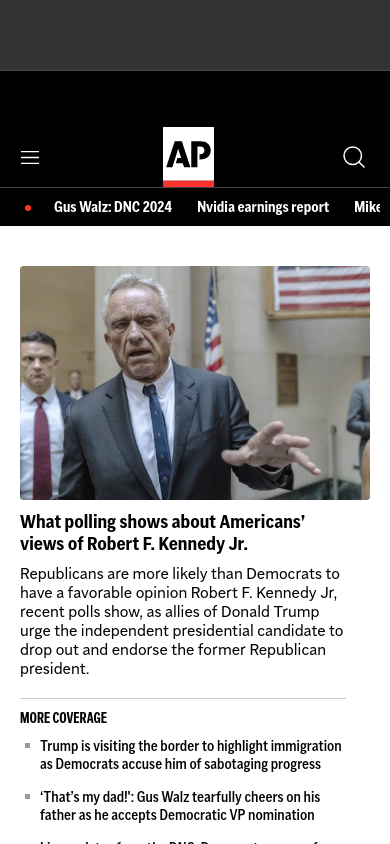 AP
Gus Walz: DNC 2024 Nvidia earnings report Mike
What polling shows about Americans’
views of Robert F. Kennedy Jr.
Republicans are more likely than Democrats to
have a favorable opinion Robert F. Kennedy Jr,
recent polls show, as allies of Donald Trump
urge the independent presidential candidate to
drop out and endorse the former Republican
president.
MORE COVERAGE
Trump is visiting the border to highlight immigration
as Democrats accuse him of sabotaging progress
‘That’s my dad!’: Gus Walz tearfully cheers on his
father as he accepts Democratic VP nomination